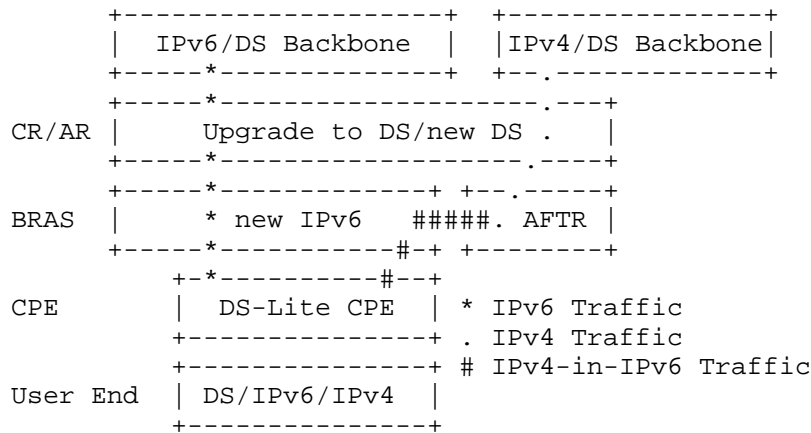 +--------------------+  +----------------+
      |  IPv6/DS Backbone  |  |IPv4/DS Backbone|
      +-----*--------------+  +--.-------------+
      +-----*--------------------.---+
CR/AR |     Upgrade to DS/new DS .   |
      +-----*-------------------.----+
      +-----*-------------+ +--.-----+
BRAS  |     * new IPv6  #####. AFTR |
      +-----*-----------#-+ +--------+
          +-*----------#--+
CPE       |  DS-Lite CPE  | * IPv6 Traffic
          +---------------+ . IPv4 Traffic
          +---------------+ # IPv4-in-IPv6 Traffic
User End  | DS/IPv6/IPv4  |
          +---------------+